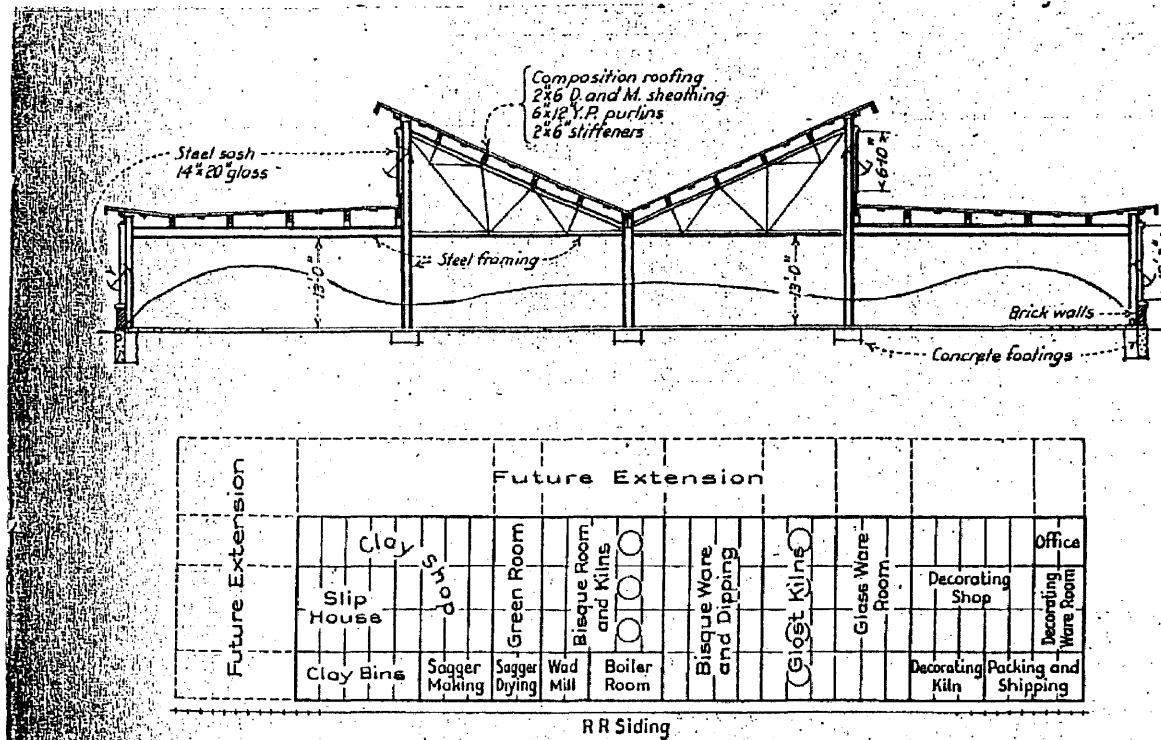 Composition roofing
2"x6" D. and M. sheathing
6"x12" Y.P. purlins
2"x6" stiffeners
Steel sash
14"x20" glass
6'-10"
Steel framing
13'-0"
13'-0"
Brick walls
Concrete footings
Future Extension
Future Extension
Clay Shop
Slip
House
Clay Bins
Sagger
Making
Green Room
Sagger
Drying
Bisque Room
and Kilns
Wad
Mill
Boiler
Room
Bisque Ware
and Dipping
Glost Kilns
Glass Ware
Room
Decorating
Shop
Decorating
Kiln
Packing and
Shipping
Office
Decorating
Ware Room
RR Siding